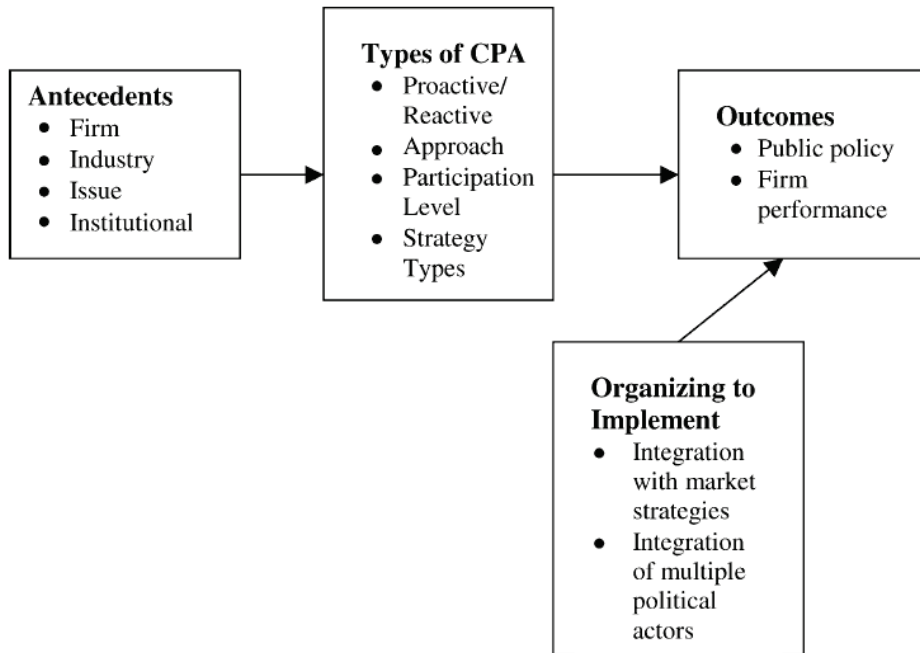 Antecedents
● Firm
● Industry
● Issue
● Institutional
Types of CPA
● Proactive/
Reactive
● Approach
● Participation
Level
● Strategy
Types
Outcomes
● Public policy
● Firm
performance
Organizing to
Implement
● Integration
with market
strategies
● Integration
of multiple
political
actors